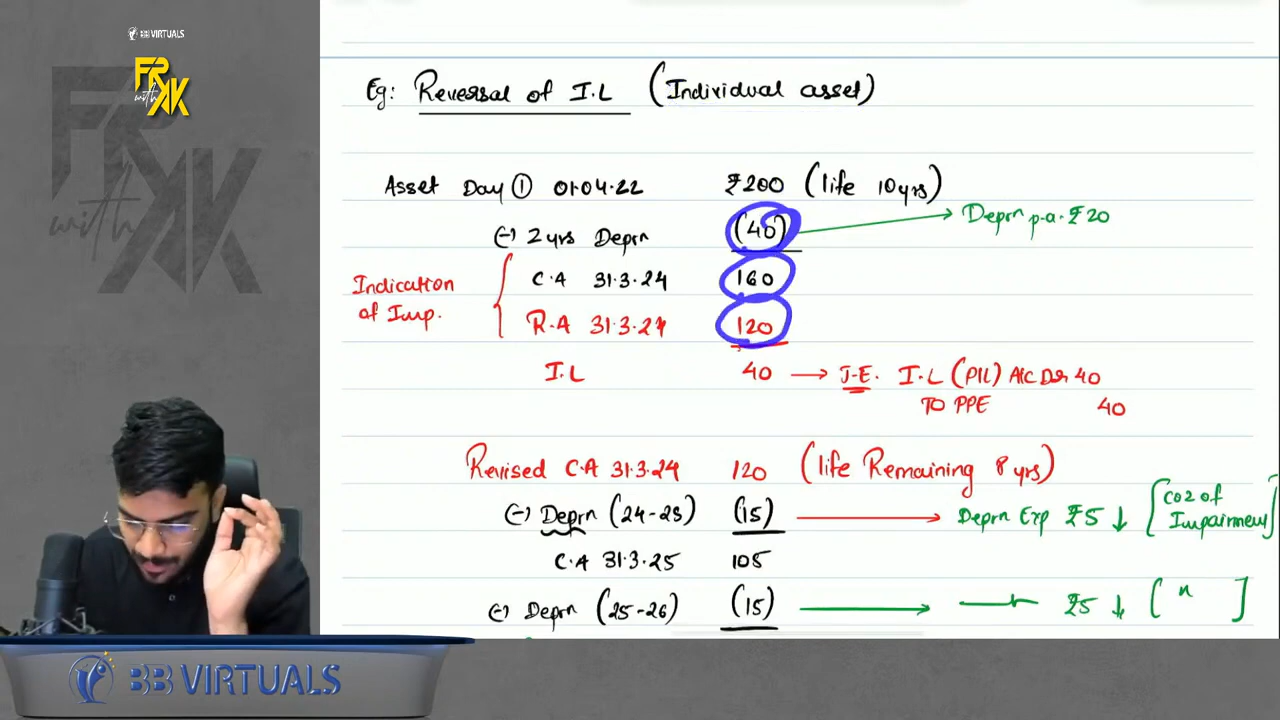 BB VIRTUALS
FR
with
AK
Eg: Reversal of I.L (Individual asset)
Asset Day ① 01.04.22 ₹200 (life 10yrs)
(-) 2 yrs Deprn (40) Deprn p.a. ₹20
C.A 31.3.24 160
Indication of Imp.
R.A 31.3.24 120
I.L 40 → J.E. I.L (P/L) A/C Dr 40
TO PPE 40
Revised C.A 31.3.24 120 (life Remaining 8 yrs)
(-) Deprn (24-25) (15) → Deprn Exp ₹5 ↓ [COZ of Impairment]
C.A 31.3.25 105
(-) Deprn (25-26) (15) → ₹5 ↓ [ " ]
BB VIRTUALS